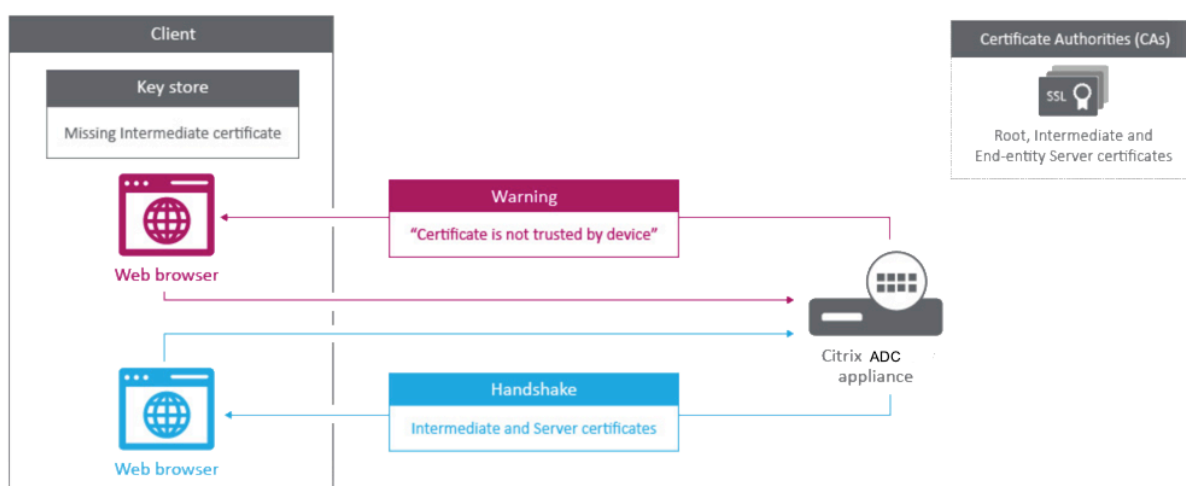 Client
Key store
Missing Intermediate certificate
Web browser
Warning
“Certificate is not trusted by device”
Certificate Authorities (CAs)
SSL
Root, Intermediate and
End-entity Server certificates
Citrix ADC
appliance
Web browser
Handshake
Intermediate and Server certificates